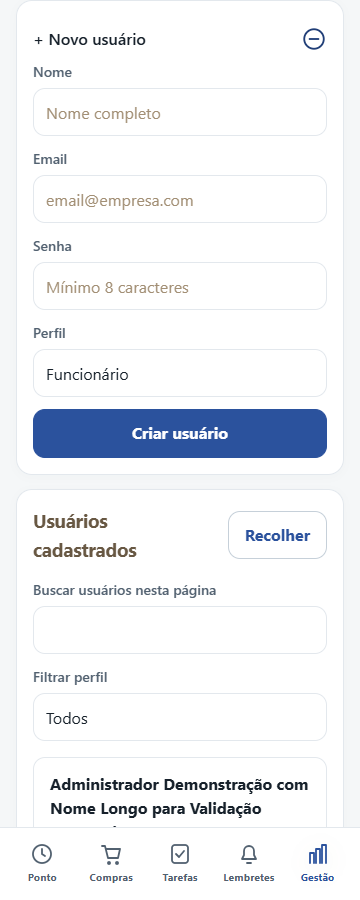 + Novo usuário
Nome
Nome completo
Email
email@empresa.com
Senha
Mínimo 8 caracteres
Perfil
Funcionário
Criar usuário
Usuários
cadastrados
Recolher
Buscar usuários nesta página
Filtrar perfil
Todos
Administrador Demonstração com
Nome Longo para Validação
Ponto
Compras
Tarefas
Lembretes
Gestão